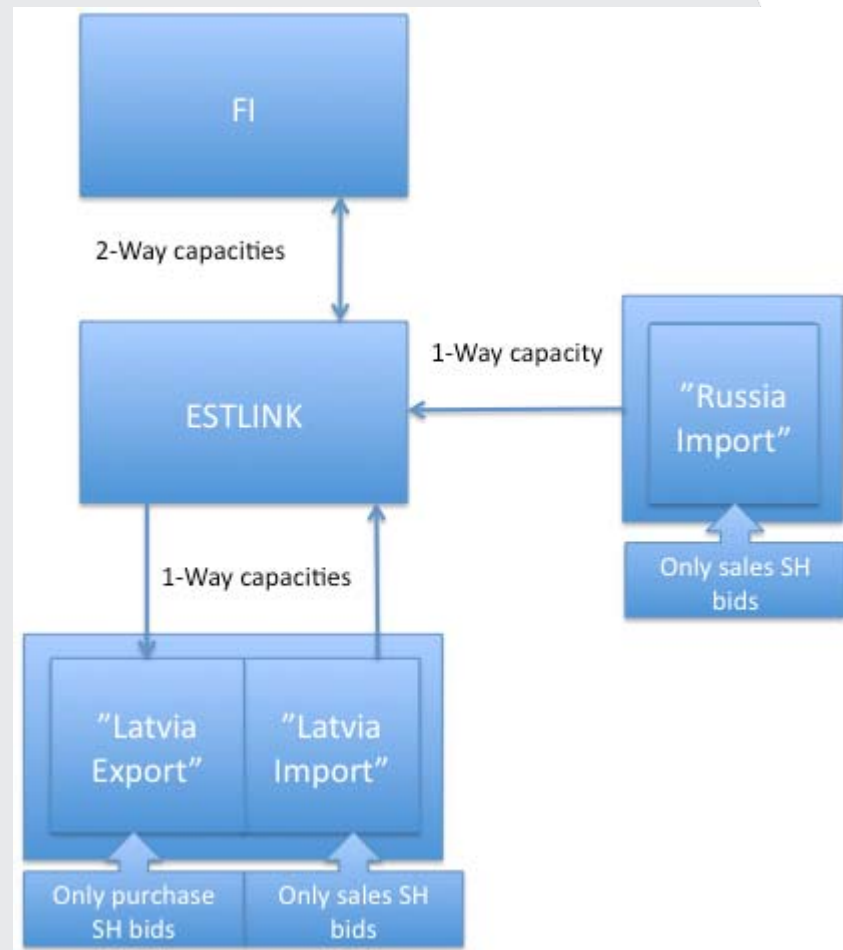 FI
2-Way capacities
1-Way capacity
ESTLINK
”Russia
Import”
Only sales SH
bids
1-Way capacities
”Latvia
Export”
”Latvia
Import”
Only purchase
SH bids
Only sales SH
bids